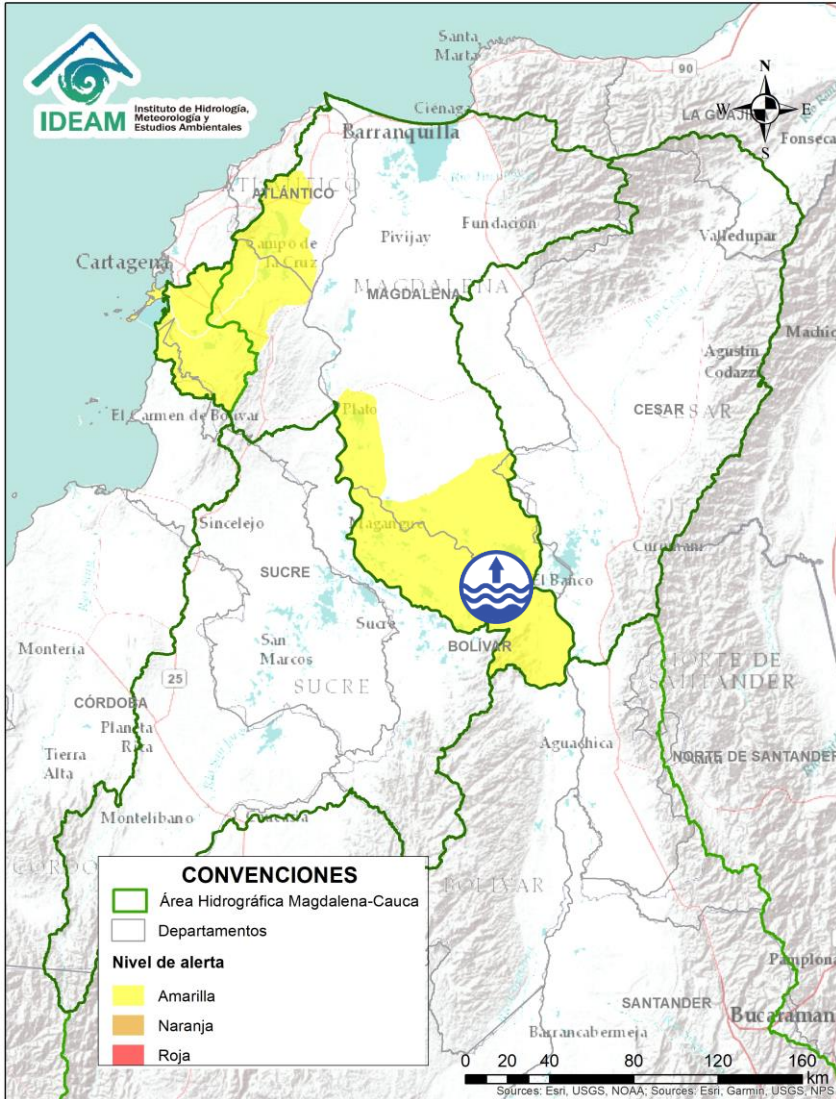 IDEAM
Instituto de Hidrología,
Meteorología y
Estudios Ambientales
Santa
Marta
90
N
W
E
S
LA GUAJI
Ciénaga
Barranquilla
Fonseca
ATLÁNTICO
Pivijay
Fundación
Valledupar
Cartagena
Campo de
la Cruz
MAGDALENA
MAGDALENA
Agustín
Codazzi
CESAR
CESAR
El Carmen de Bolívar
Plato
Sincelejo
Magangué
SUCRE
El Banco
Sucre
BOLÍVAR
Montería
San
Marcos
SUCRE
25
NORTE DE
SANTANDER
CÓRDOBA
Planeta
Rica
Tierra
Alta
Aguachica
NORTE DE SANTANDER
Montelíbano
BOLÍVAR
CONVENCIONES
Área Hidrográfica Magdalena-Cauca
Departamentos
Nivel de alerta
Amarilla
Naranja
Roja
Pamplona
SANTANDER
Bucaraman
Barrancabermeja
0 20 40 80 120 160
km
Sources: Esri, USGS, NOAA; Sources: Esri, Garmin, USGS, NPS